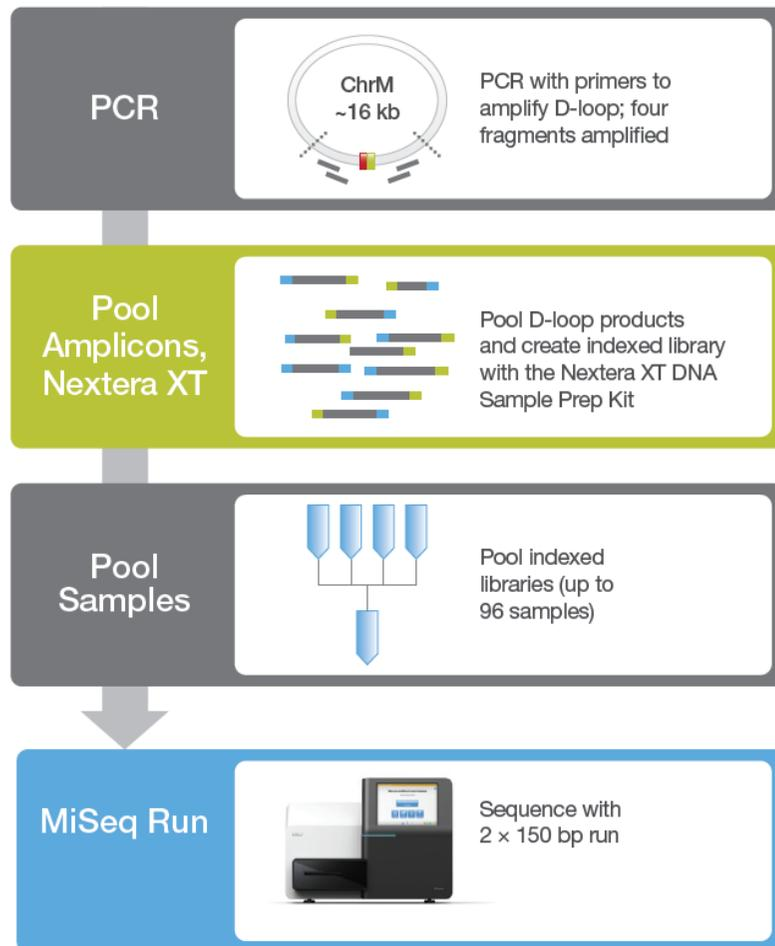 PCR
ChrM
~16 kb
PCR with primers to
amplify D-loop; four
fragments amplified
Pool
Amplicons,
Nextera XT
Pool D-loop products
and create indexed library
with the Nextera XT DNA
Sample Prep Kit
Pool
Samples
Pool indexed
libraries (up to
96 samples)
MiSeq Run
Sequence with
2 × 150 bp run